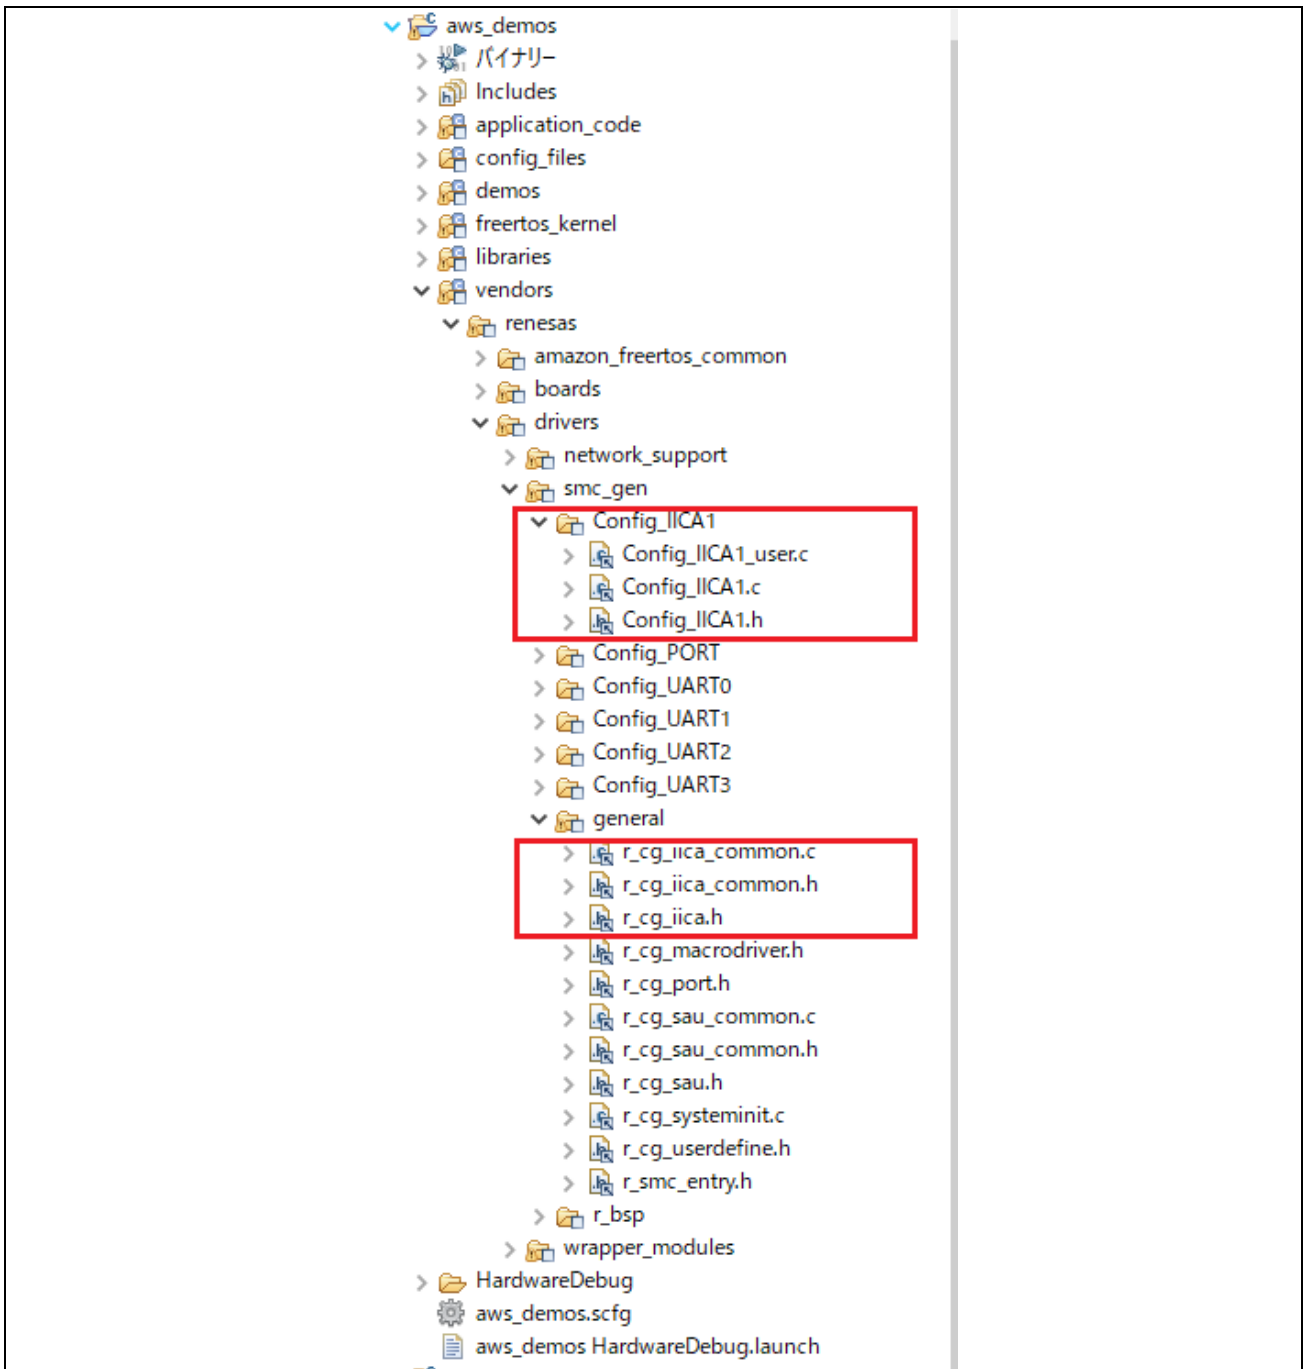 aws_demos
バイナリー
Includes
application_code
config_files
demos
freertos_kernel
libraries
vendors
renesas
amazon_freertos_common
boards
drivers
network_support
smc_gen
Config_IICA1
Config_IICA1_user.c
Config_IICA1.c
Config_IICA1.h
Config_PORT
Config_UART0
Config_UART1
Config_UART2
Config_UART3
general
r_cg_iica_common.c
r_cg_iica_common.h
r_cg_iica.h
r_cg_macrodriver.h
r_cg_port.h
r_cg_sau_common.c
r_cg_sau_common.h
r_cg_sau.h
r_cg_systeminit.c
r_cg_userdefine.h
r_smc_entry.h
r_bsp
wrapper_modules
HardwareDebug
aws_demos.scfg
aws_demos HardwareDebug.launch